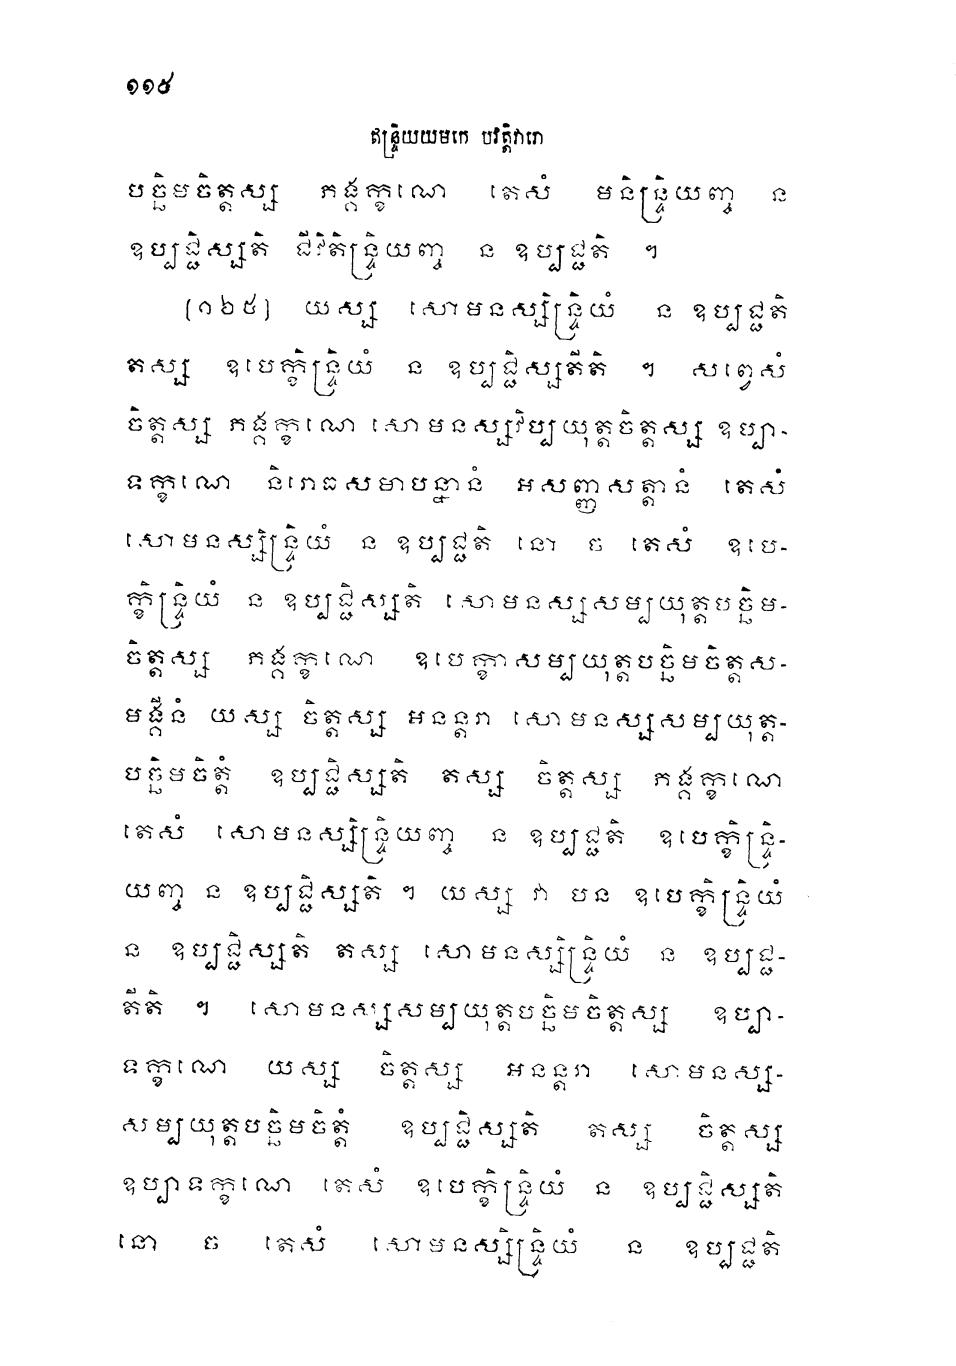 ១១៥
ឥន្ទ្រិយយមកេ បវត្តិវារោ
បច្ឆិមចិត្តស្ស ភង្គក្ខណេ តេសំ មនិន្ទ្រិយញ្ច ន
ឧប្បជ្ជិស្សតិ ជីវិតិន្ទ្រិយញ្ច ន ឧប្បជ្ជតិ ។
[១៦៥] យស្ស សោមនស្សិន្ទ្រិយំ ន ឧប្បជ្ជតិ
តស្ស ឧបេក្ខិន្ទ្រិយំ ន ឧប្បជ្ជិស្សតីតិ ។ សព្វេសំ
ចិត្តស្ស ភង្គក្ខណេ សោមនស្សវិប្បយុត្តចិត្តស្ស ឧប្បា-
ទក្ខណេ និរោធសមាបន្នានំ អសញ្ញសត្តានំ តេសំ
សោមនស្សិន្ទ្រិយំ ន ឧប្បជ្ជតិ នោ ច តេសំ ឧបេ-
ក្ខិន្ទ្រិយំ ន ឧប្បជ្ជិស្សតិ សោមនស្សសម្បយុត្តបច្ឆិម-
ចិត្តស្ស ភង្គក្ខណេ ឧបេក្ខាសម្បយុត្តបច្ឆិមចិត្តស-
មង្គីនំ យស្ស ចិត្តស្ស អនន្តរា សោមនស្សសម្បយុត្ត-
បច្ឆិមចិត្តំ ឧប្បជ្ជិស្សតិ តស្ស ចិត្តស្ស ភង្គក្ខណេ
តេសំ សោមនស្សិន្ទ្រិយញ្ច ន ឧប្បជ្ជតិ ឧបេក្ខិន្ទ្រិ-
យញ្ច ន ឧប្បជ្ជិស្សតិ ។ យស្ស វា បន ឧបេក្ខិន្ទ្រិយំ
ន ឧប្បជ្ជិស្សតិ តស្ស សោមនស្សិន្ទ្រិយំ ន ឧប្បជ្ជ-
តីតិ ។ សោមនស្សសម្បយុត្តបច្ឆិមចិត្តស្ស ឧប្បា-
ទក្ខណេ យស្ស ចិត្តស្ស អនន្តរា សោមនស្ស-
សម្បយុត្តបច្ឆិមចិត្តំ ឧប្បជ្ជិស្សតិ តស្ស ចិត្តស្ស
ឧប្បាទក្ខណេ តេសំ ឧបេក្ខិន្ទ្រិយំ ន ឧប្បជ្ជិស្សតិ
នោ ច តេសំ សោមនស្សិន្ទ្រិយំ ន ឧប្បជ្ជតិ